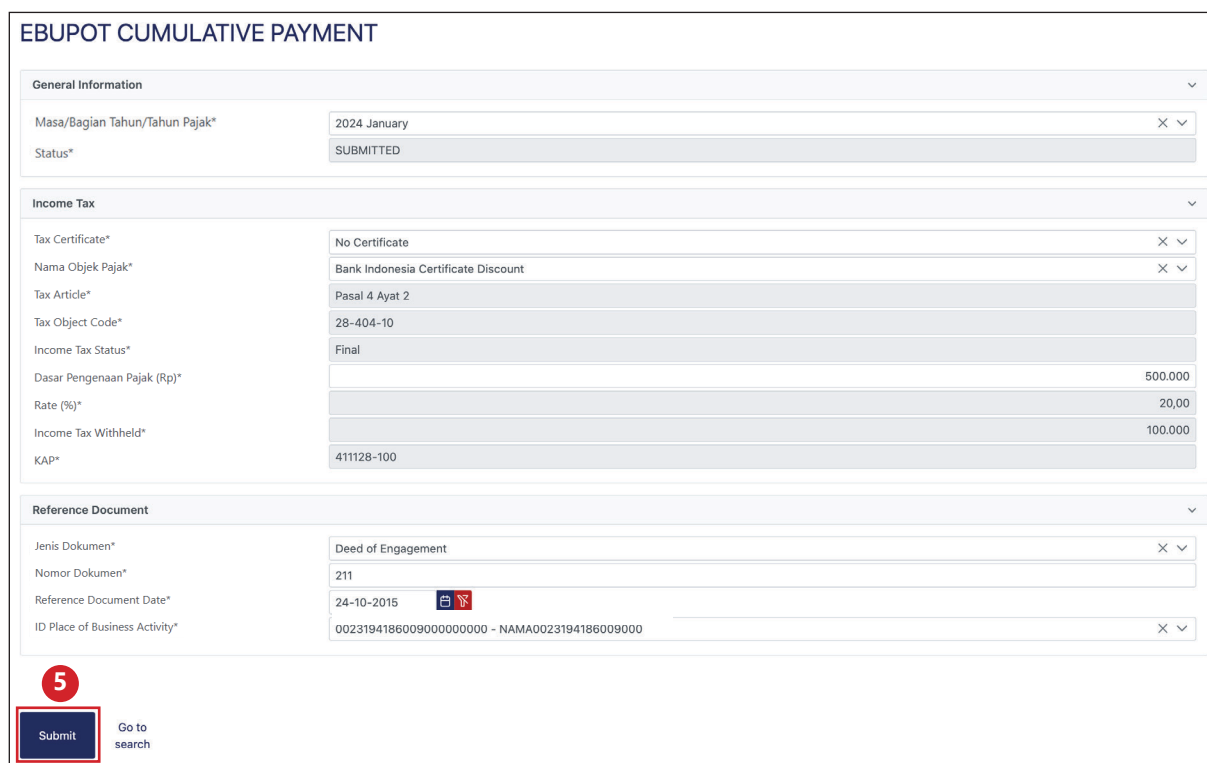 EBUPOT CUMULATIVE PAYMENT
General Information
Masa/Bagian Tahun/Tahun Pajak* 2024 January
Status* SUBMITTED
Income Tax
Tax Certificate* No Certificate
Nama Objek Pajak* Bank Indonesia Certificate Discount
Tax Article* Pasal 4 Ayat 2
Tax Object Code* 28-404-10
Income Tax Status* Final
Dasar Pengenaan Pajak (Rp)* 500.000
Rate (%)* 20,00
Income Tax Withheld* 100.000
KAP* 411128-100
Reference Document
Jenis Dokumen* Deed of Engagement
Nomor Dokumen* 211
Reference Document Date* 24-10-2015
ID Place of Business Activity* 0023194186009000000000 - NAMA0023194186009000
5
Submit
Go to
search